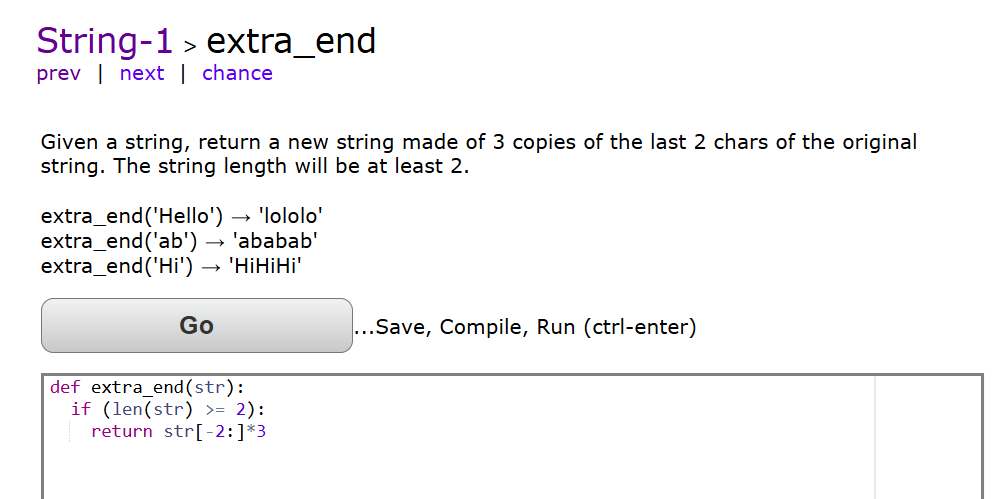 String-1 > extra_end
prev | next | chance
Given a string, return a new string made of 3 copies of the last 2 chars of the original
string. The string length will be at least 2.
extra_end('Hello') → 'lololo'
extra_end('ab') → 'ababab'
extra_end('Hi') → 'HiHiHi'
Go ...Save, Compile, Run (ctrl-enter)
def extra_end(str):
  if (len(str) >= 2):
    return str[-2:]*3